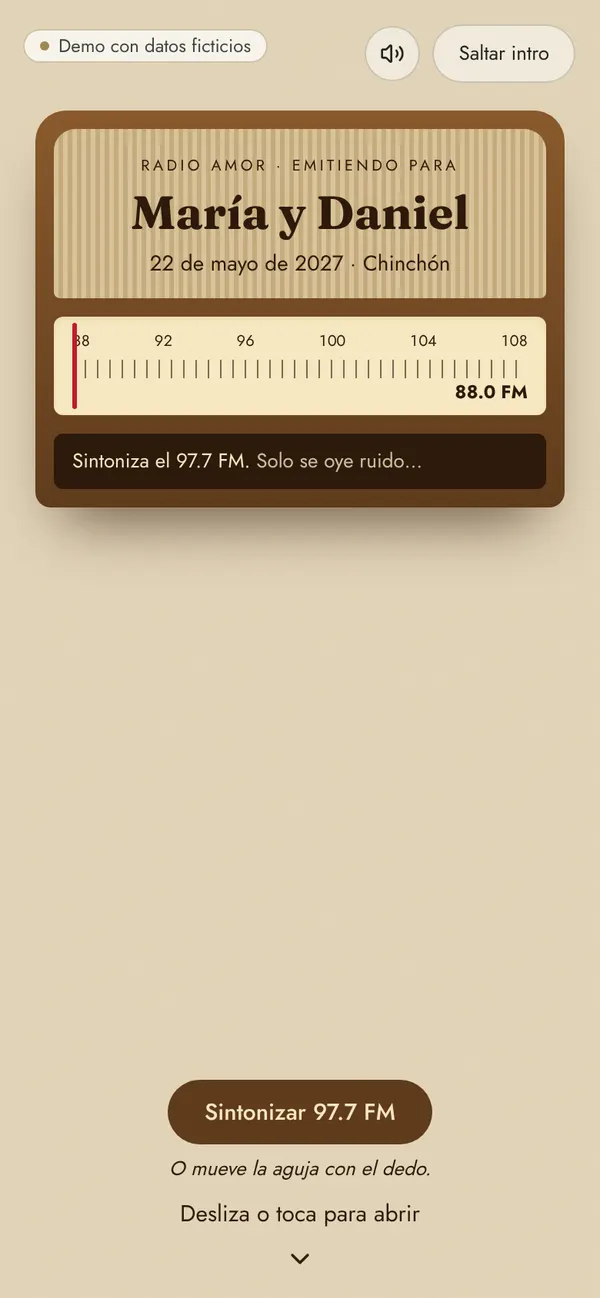 Demo con datos ficticios
Saltar intro
RADIO AMOR · EMITIENDO PARA
María y Daniel
22 de mayo de 2027 · Chinchón
88 92 96 100 104 108
88.0 FM
Sintoniza el 97.7 FM. Solo se oye ruido...
Sintonizar 97.7 FM
O mueve la aguja con el dedo.
Desliza o toca para abrir